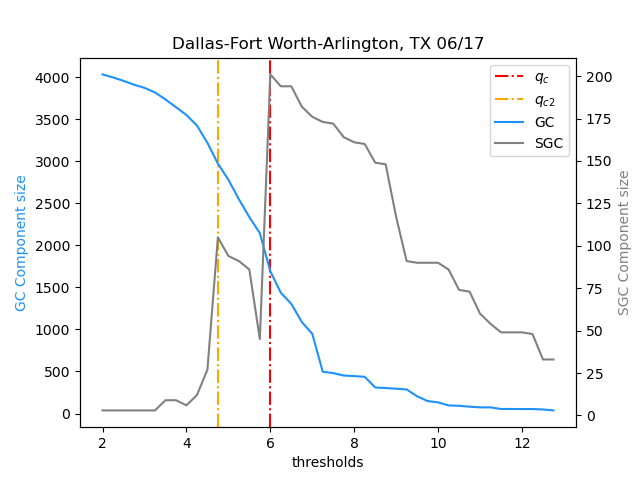 Dallas-Fort Worth-Arlington, TX 06/17
GC Component size
4000
3500
3000
2500
2000
1500
1000
500
0
200
175
150
125
100
75
50
25
0
SGC Component size
q_c
q_c2
GC
SGC
2 4 6 8 10 12
thresholds